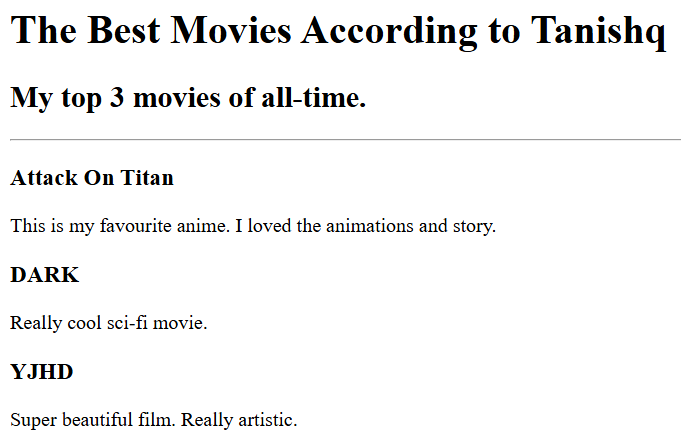 The Best Movies According to Tanishq
My top 3 movies of all-time.
Attack On Titan
This is my favourite anime. I loved the animations and story.
DARK
Really cool sci-fi movie.
YJHD
Super beautiful film. Really artistic.